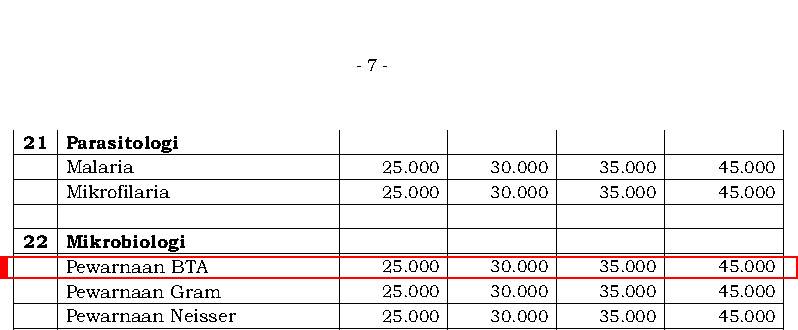 - 7 -
21 Parasitologi
Malaria 25.000 30.000 35.000 45.000
Mikrofilaria 25.000 30.000 35.000 45.000
22 Mikrobiologi
Pewarnaan BTA 25.000 30.000 35.000 45.000
Pewarnaan Gram 25.000 30.000 35.000 45.000
Pewarnaan Neisser 25.000 30.000 35.000 45.000